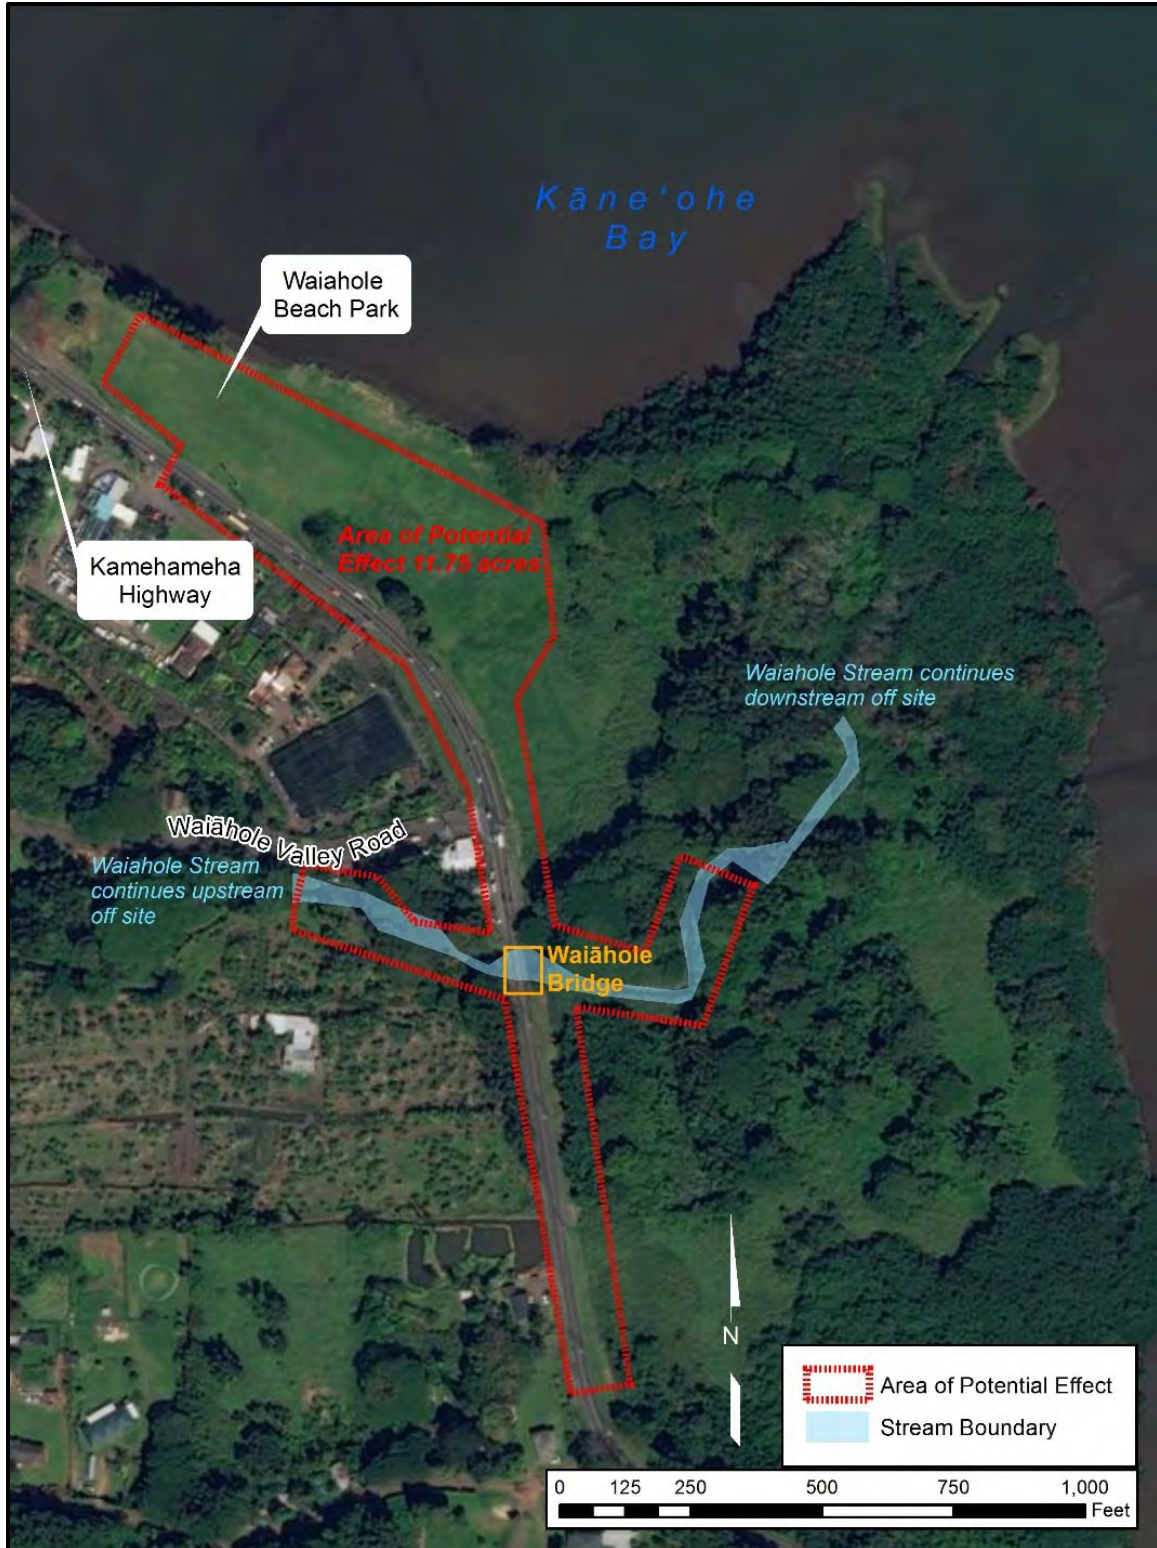 Kāneʻohe
Bay
Waiahole
Beach Park
Area of Potential
Effect 11.75 acres
Kamehameha
Highway
Waiahole Stream continues
downstream off site
Waiāhole Valley Road
Waiahole Stream
continues upstream
off site
Waiāhole
Bridge
N
Area of Potential Effect
Stream Boundary
0 125 250 500 750 1,000
Feet